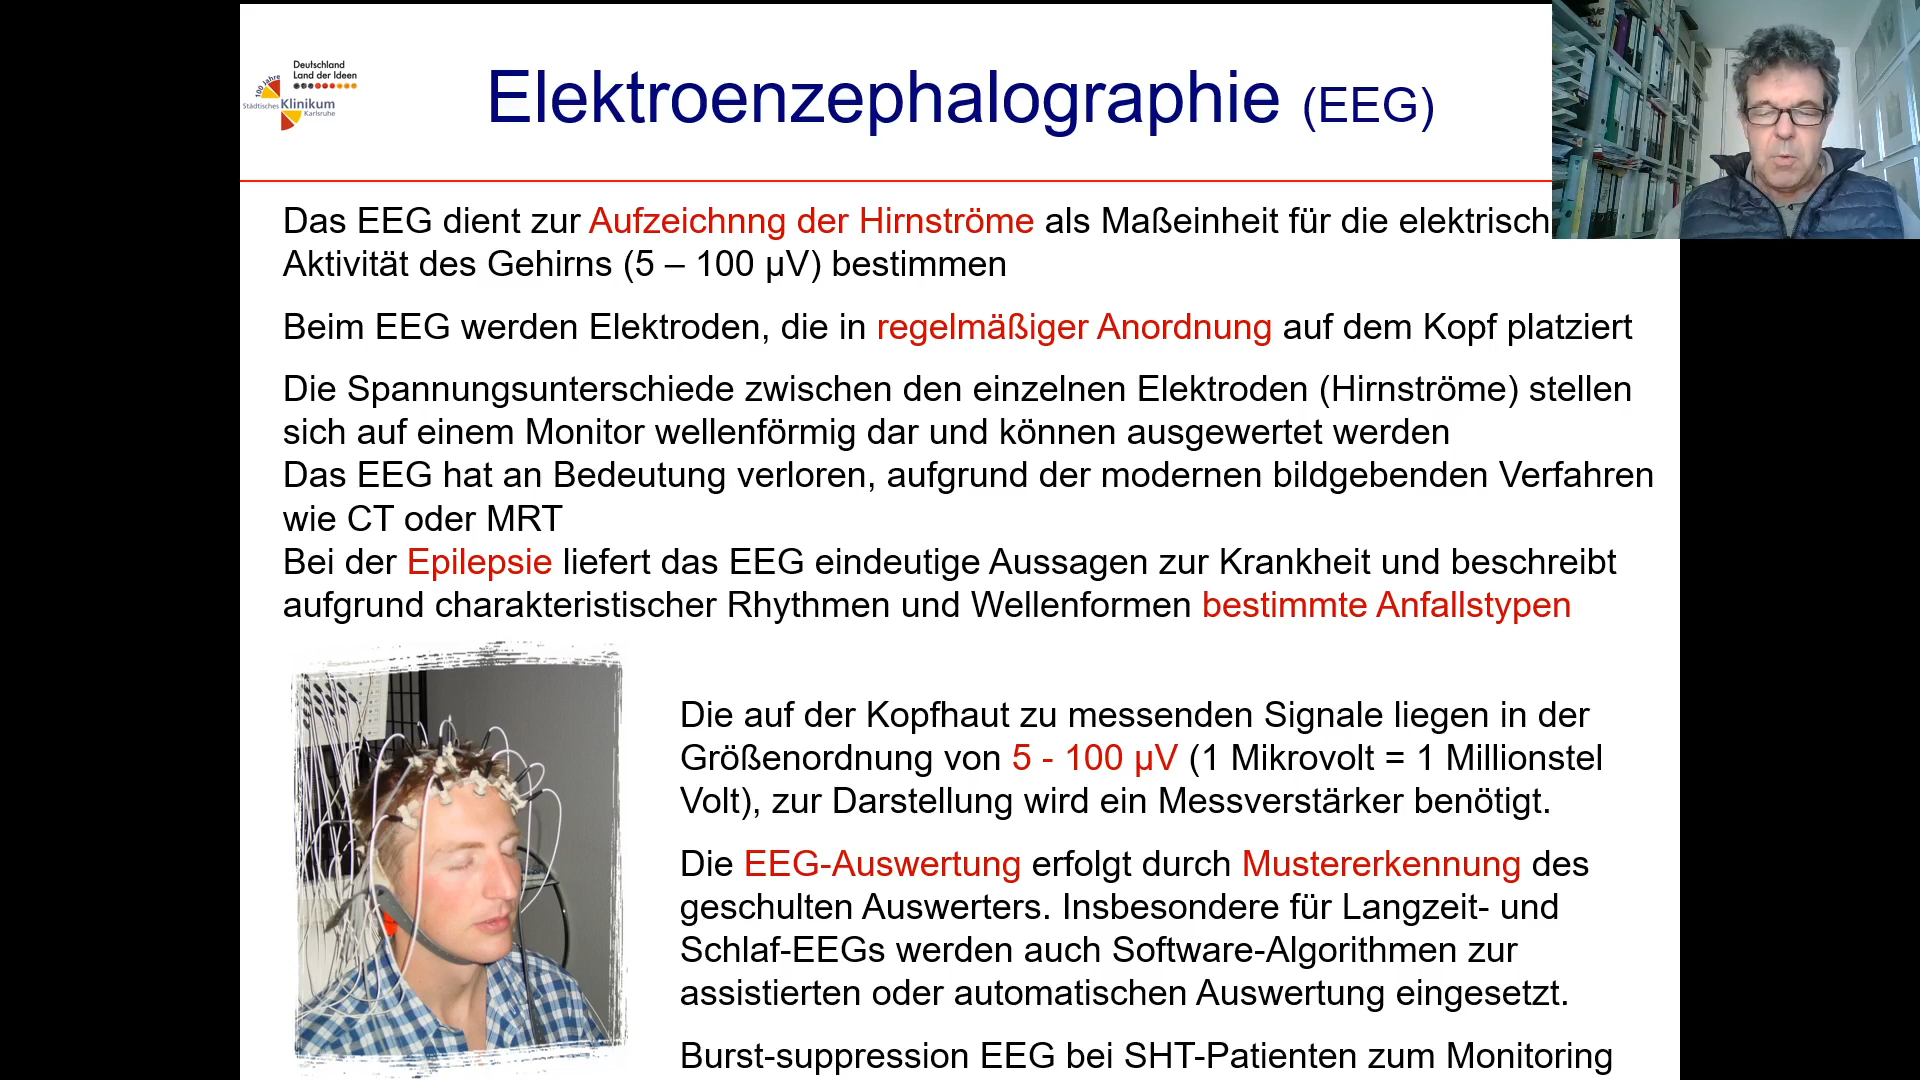 Deutschland
Land der Ideen
100 Jahre
Städtisches Klinikum
Karlsruhe
Elektroenzephalographie (EEG)
Das EEG dient zur Aufzeichnng der Hirnströme als Maßeinheit für die elektrisch
Aktivität des Gehirns (5 – 100 µV) bestimmen
Beim EEG werden Elektroden, die in regelmäßiger Anordnung auf dem Kopf platziert
Die Spannungsunterschiede zwischen den einzelnen Elektroden (Hirnströme) stellen
sich auf einem Monitor wellenförmig dar und können ausgewertet werden
Das EEG hat an Bedeutung verloren, aufgrund der modernen bildgebenden Verfahren
wie CT oder MRT
Bei der Epilepsie liefert das EEG eindeutige Aussagen zur Krankheit und beschreibt
aufgrund charakteristischer Rhythmen und Wellenformen bestimmte Anfallstypen
Die auf der Kopfhaut zu messenden Signale liegen in der
Größenordnung von 5 - 100 µV (1 Mikrovolt = 1 Millionstel
Volt), zur Darstellung wird ein Messverstärker benötigt.
Die EEG-Auswertung erfolgt durch Mustererkennung des
geschulten Auswerters. Insbesondere für Langzeit- und
Schlaf-EEGs werden auch Software-Algorithmen zur
assistierten oder automatischen Auswertung eingesetzt.
Burst-suppression EEG bei SHT-Patienten zum Monitoring